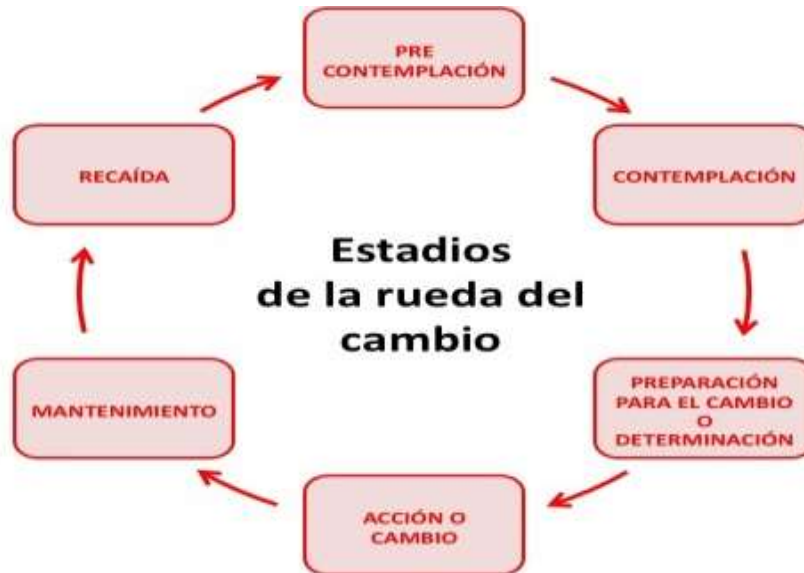 PRE
CONTEMPLACIÓN
CONTEMPLACIÓN
PREPARACIÓN
PARA EL CAMBIO
O
DETERMINACIÓN
ACCIÓN O
CAMBIO
MANTENIMIENTO
RECAÍDA
Estadios
de la rueda del
cambio